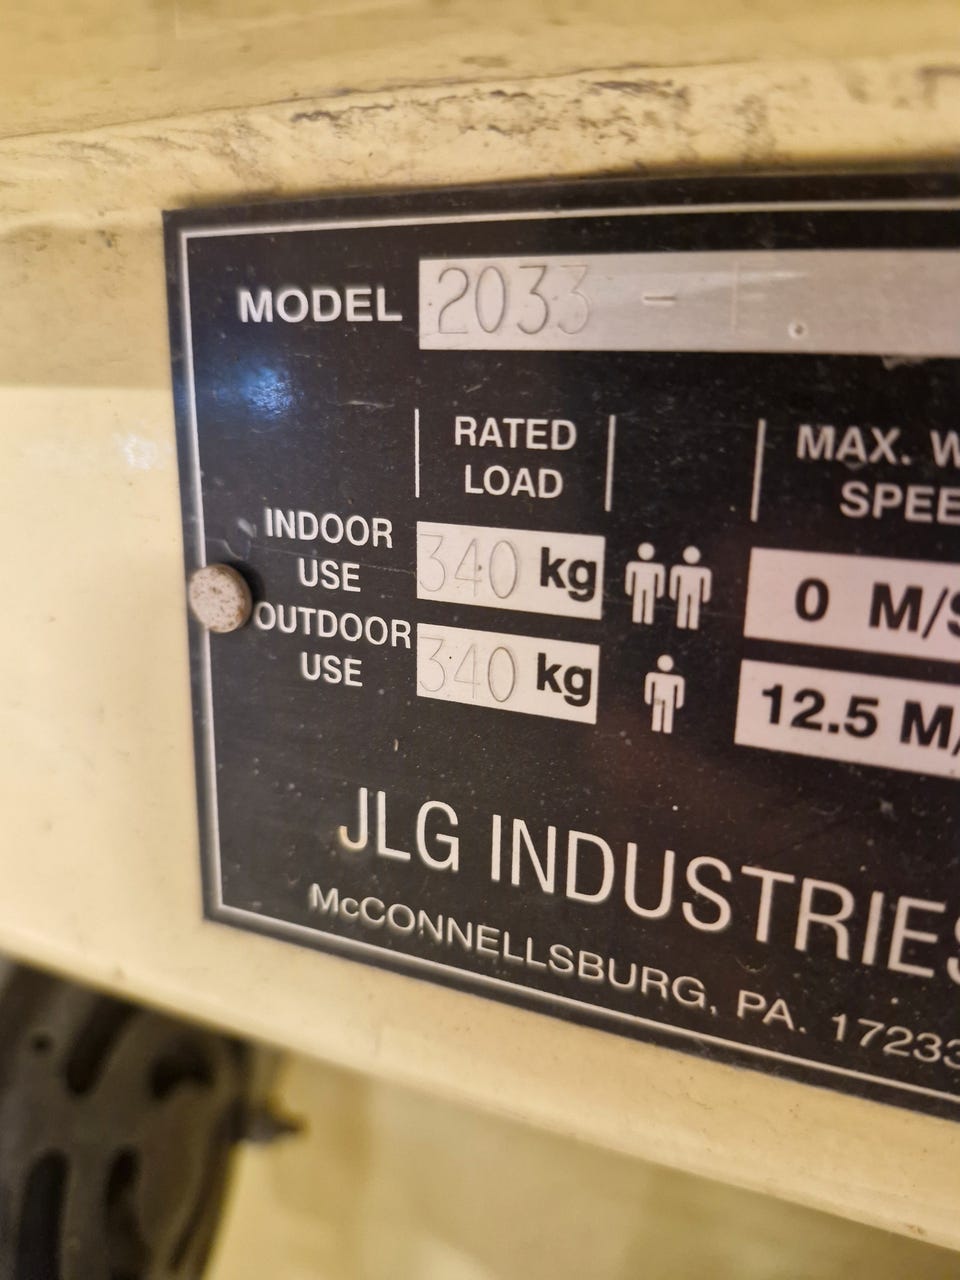 MODEL 2033 - E
RATED LOAD
MAX. W
SPEE
INDOOR USE 340 kg 0 M/S
OUTDOOR USE 340 kg 12.5 M/
JLG INDUSTRIES
McCONNELLSBURG, PA. 17233